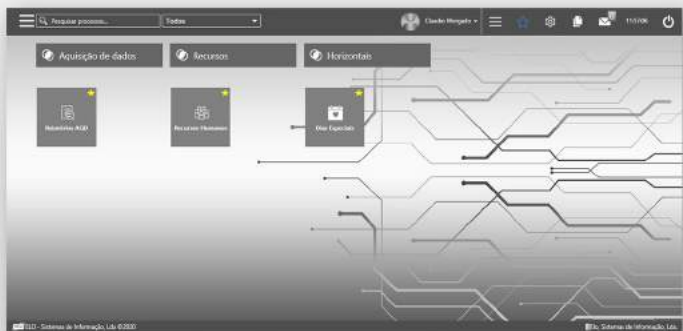 Pesquisar processos...
Todos
Claudio Morgado
Aquisição de dados
Recursos
Horizontais
Relatórios AQD
Recursos Humanos
Dias Especiais
ELO - Sistemas de Informação, Lda ©2020
Elo, Sistemas de Informação, Lda.